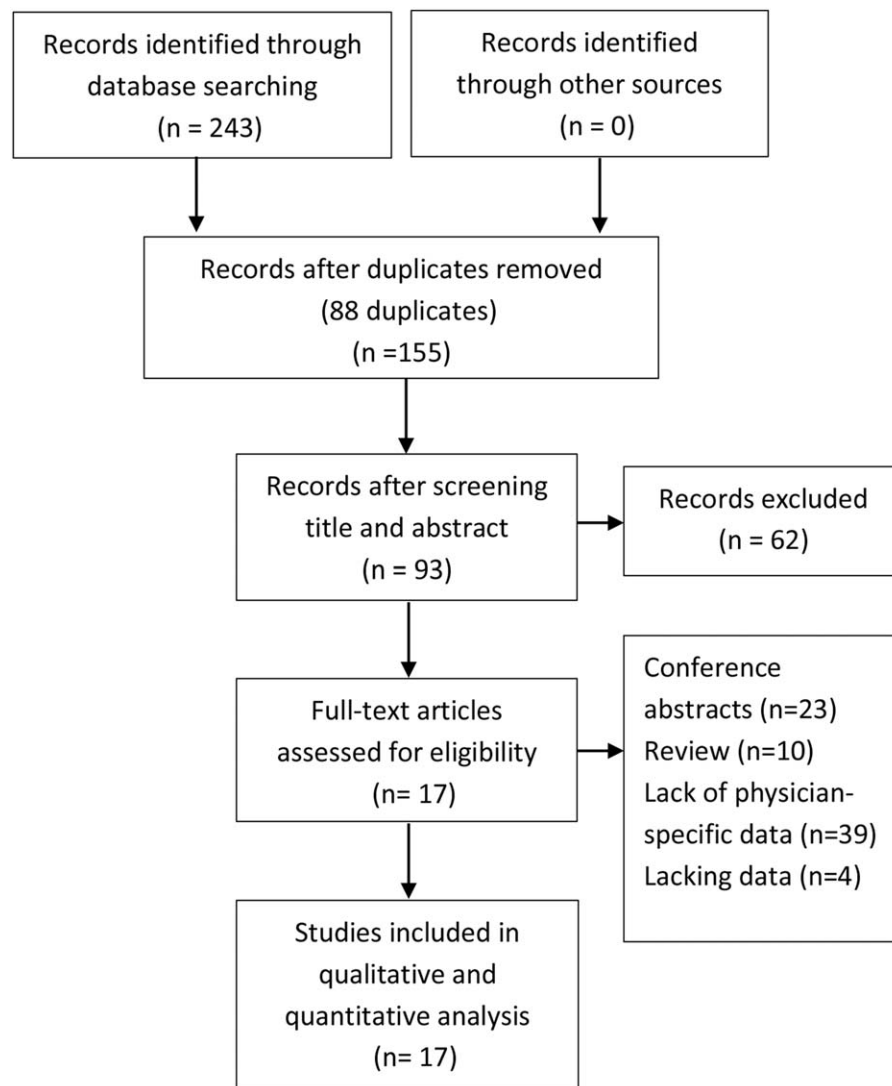 Records identified through
database searching
(n = 243)
Records identified
through other sources
(n = 0)
Records after duplicates removed
(88 duplicates)
(n =155)
Records after screening
title and abstract
(n = 93)
Records excluded
(n = 62)
Full-text articles
assessed for eligibility
(n= 17)
Conference
abstracts (n=23)
Review (n=10)
Lack of physician-
specific data (n=39)
Lacking data (n=4)
Studies included in
qualitative and
quantitative analysis
(n= 17)